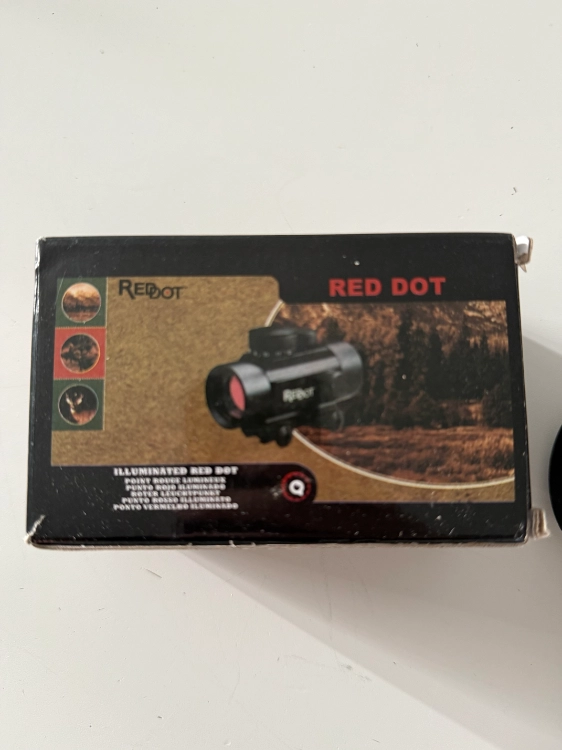 REDDOT
RED DOT
REDDOT
ILLUMINATED RED DOT
POINT ROUGE LUMINEUX
PUNTO ROJO ILUMINADO
ROTER LEUCHTPUNKT
PUNTO ROSSO ILLUMINATO
PONTO VERMELHO ILUMINADO
Q